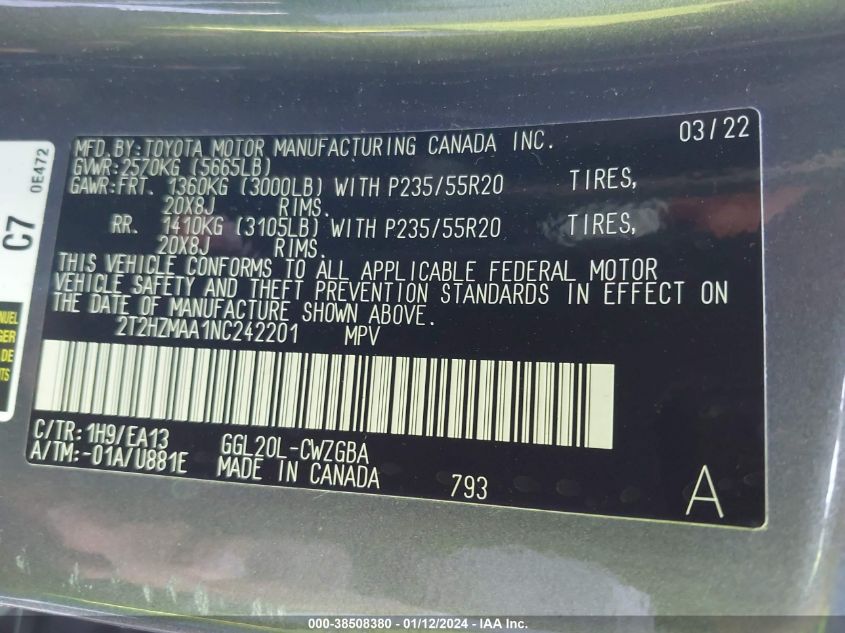 MFD. BY: TOYOTA MOTOR MANUFACTURING CANADA INC. 03/22
GVWR: 2570KG (5665LB)
GAWR: FRT. 1360KG (3000LB) WITH P235/55R20 TIRES,
20X8J RIMS.
RR. 1410KG (3105LB) WITH P235/55R20 TIRES,
20X8J RIMS.
THIS VEHICLE CONFORMS TO ALL APPLICABLE FEDERAL MOTOR
VEHICLE SAFETY AND THEFT PREVENTION STANDARDS IN EFFECT ON
THE DATE OF MANUFACTURE SHOWN ABOVE.
2T2HZMAA1NC242201 MPV
C/TR: 1H9/EA13 GGL20L-CWZGBA
A/TM: -01A/U881E MADE IN CANADA 793 A
0E472
C7
DE
000-38508380 - 01/12/2024 - IAA Inc.